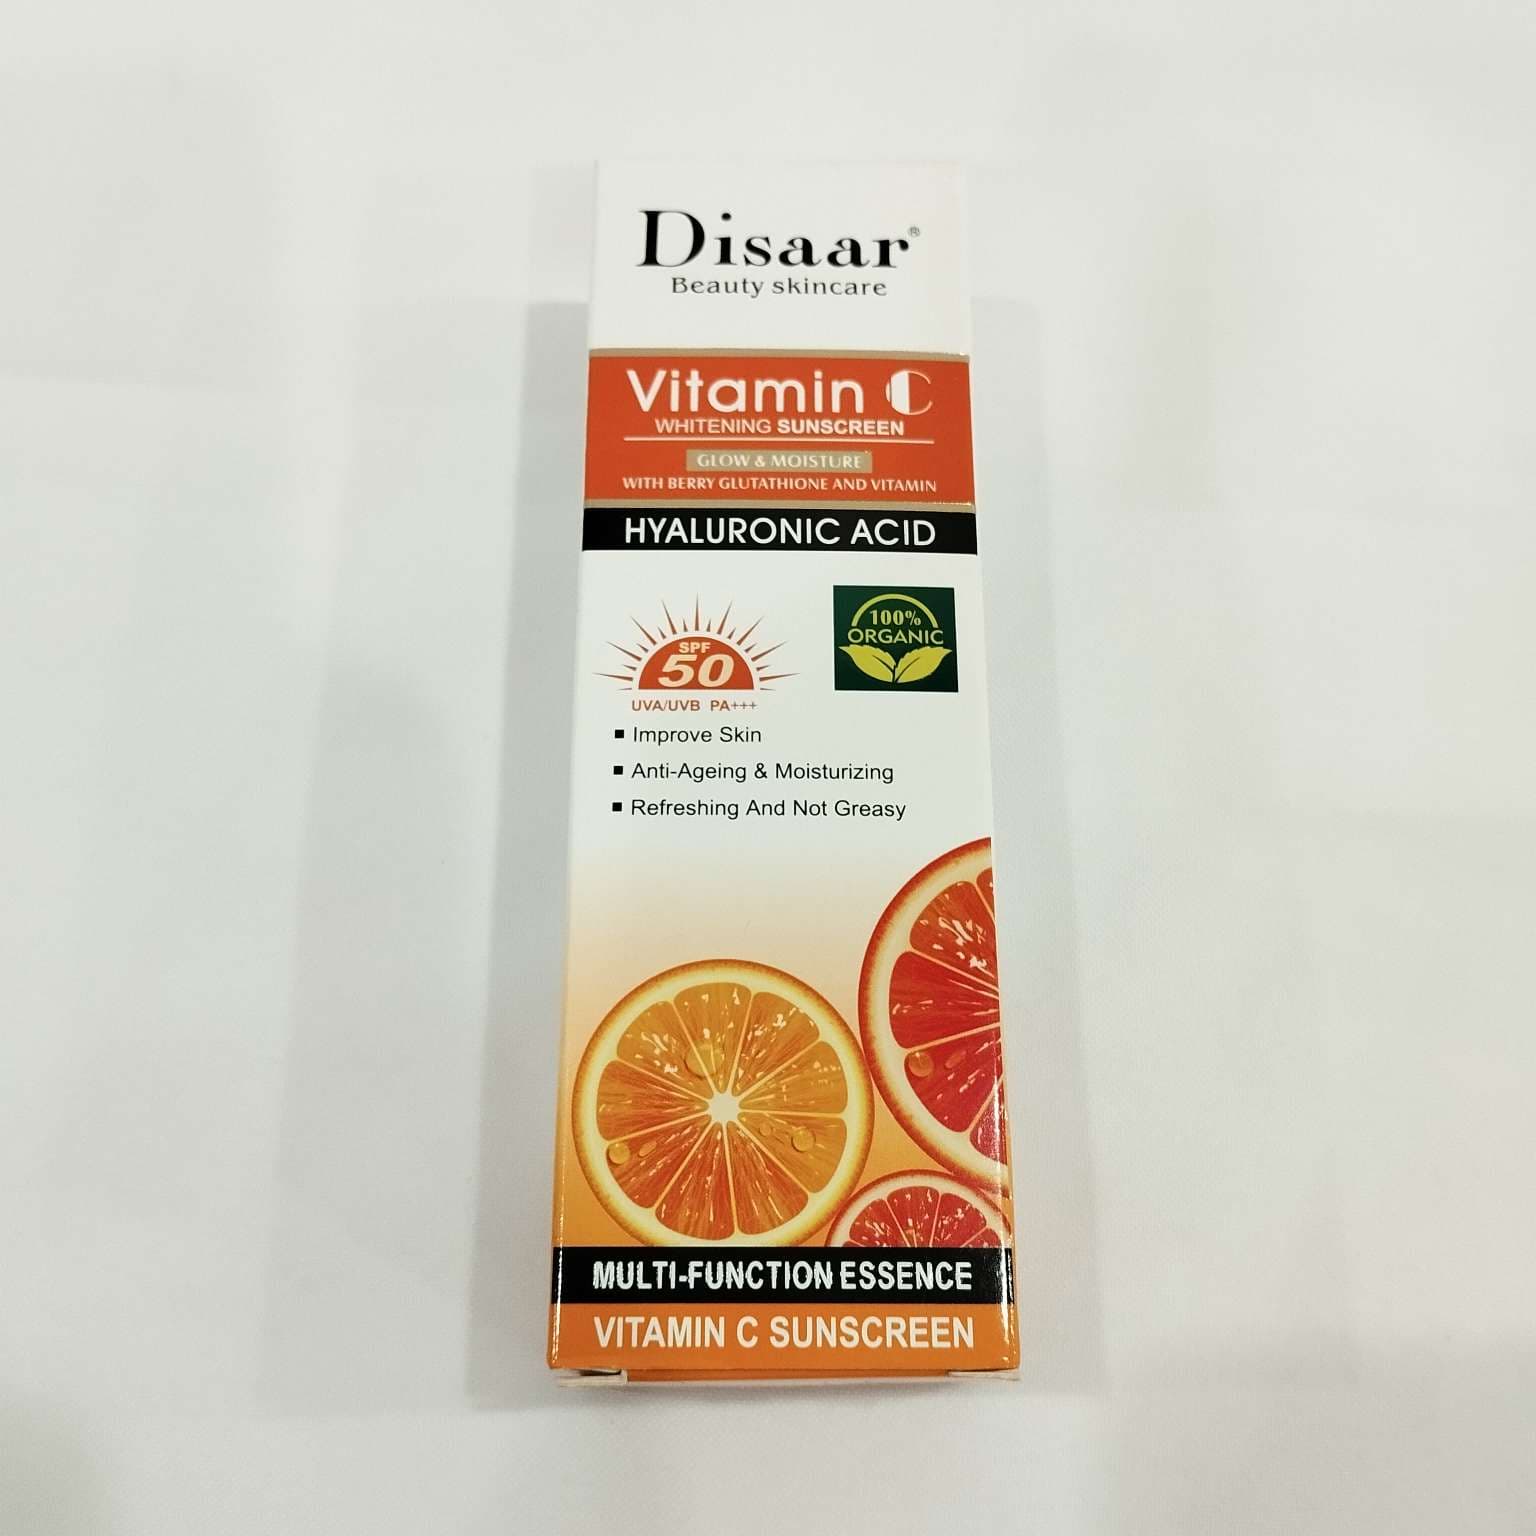 Disaar®
Beauty skincare
Vitamin C
WHITENING SUNSCREEN
GLOW & MOISTURE
WITH BERRY GLUTATHIONE AND VITAMIN
HYALURONIC ACID
SPF
50
UVA/UVB PA+++
100%
ORGANIC
▪ Improve Skin
▪ Anti-Ageing & Moisturizing
▪ Refreshing And Not Greasy
MULTI-FUNCTION ESSENCE
VITAMIN C SUNSCREEN